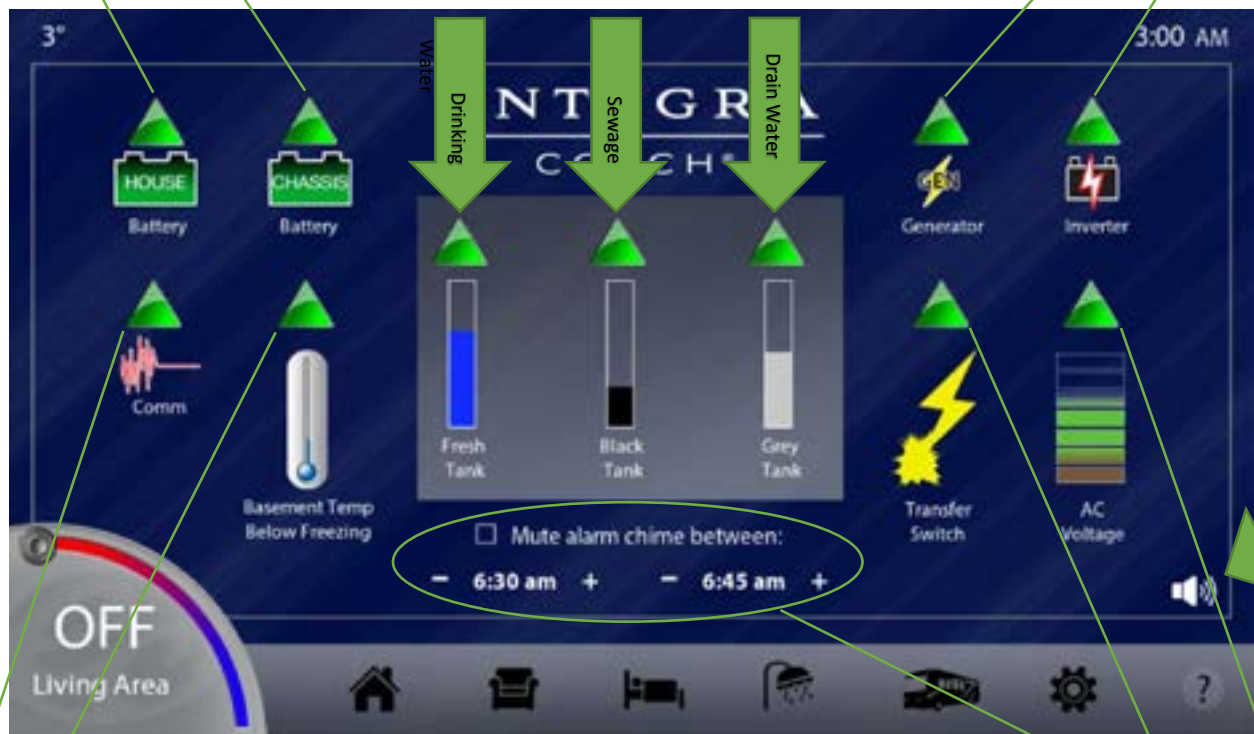 3°
3:00 AM
Drinking Water
Sewage
Drain Water
NT GRA
HOUSE
Battery
CHASSIS
Battery
GEN
Generator
Inverter
Comm
Basement Temp
Below Freezing
Fresh
Tank
Black
Tank
Grey
Tank
Transfer
Switch
AC
Voltage
Mute alarm chime between:
- 6:30 am + - 6:45 am +
OFF
Living Area
?